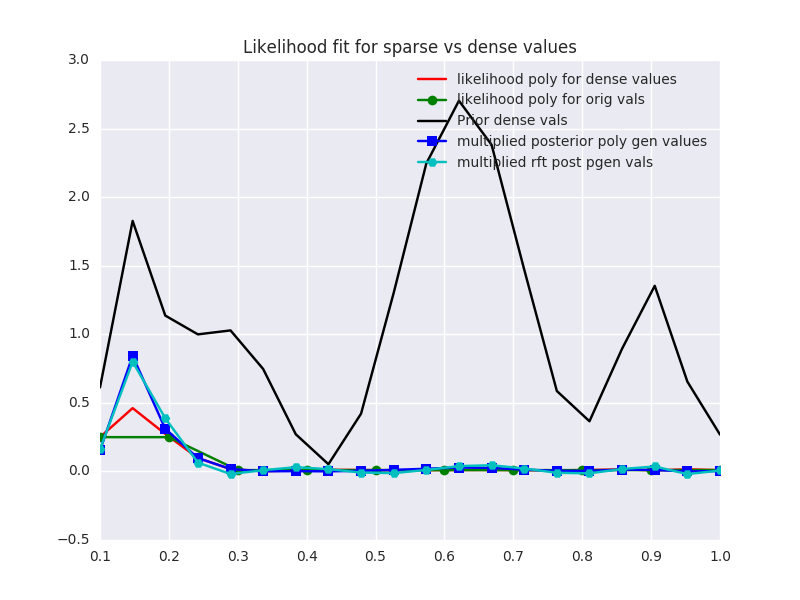 Likelihood fit for sparse vs dense values
3.0
2.5
2.0
1.5
1.0
0.5
0.0
−0.5
likelihood poly for dense values
likelihood poly for orig vals
Prior dense vals
multiplied posterior poly gen values
multiplied rft post pgen vals
0.1 0.2 0.3 0.4 0.5 0.6 0.7 0.8 0.9 1.0